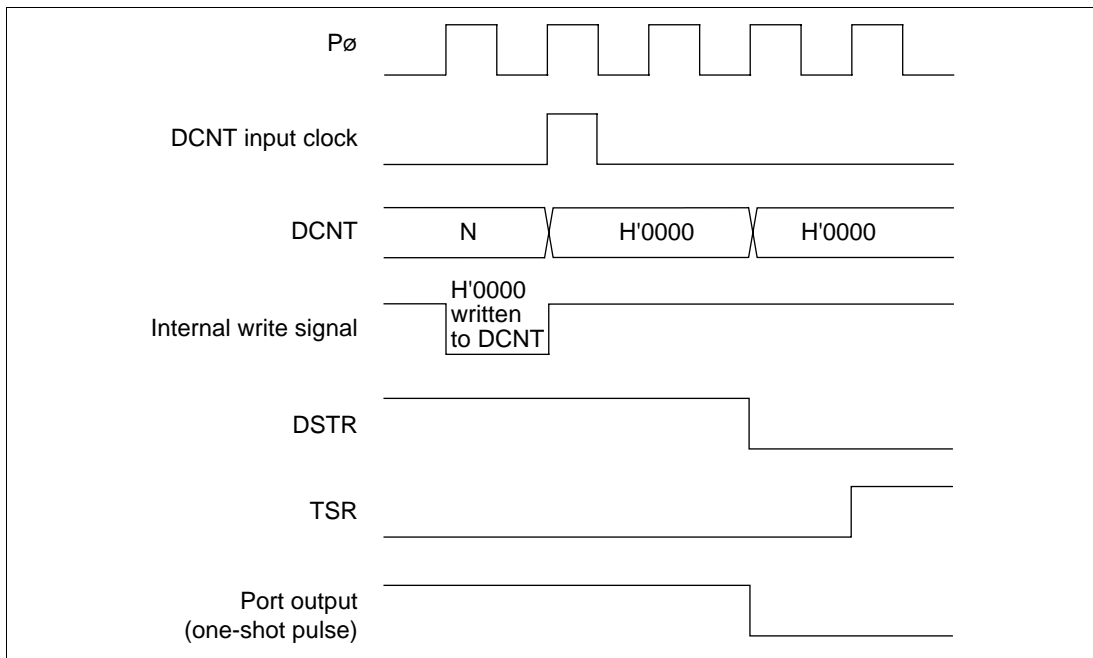 Pø
DCNT input clock
DCNT
N
H'0000
H'0000
Internal write signal
H'0000
written
to DCNT
DSTR
TSR
Port output
(one-shot pulse)